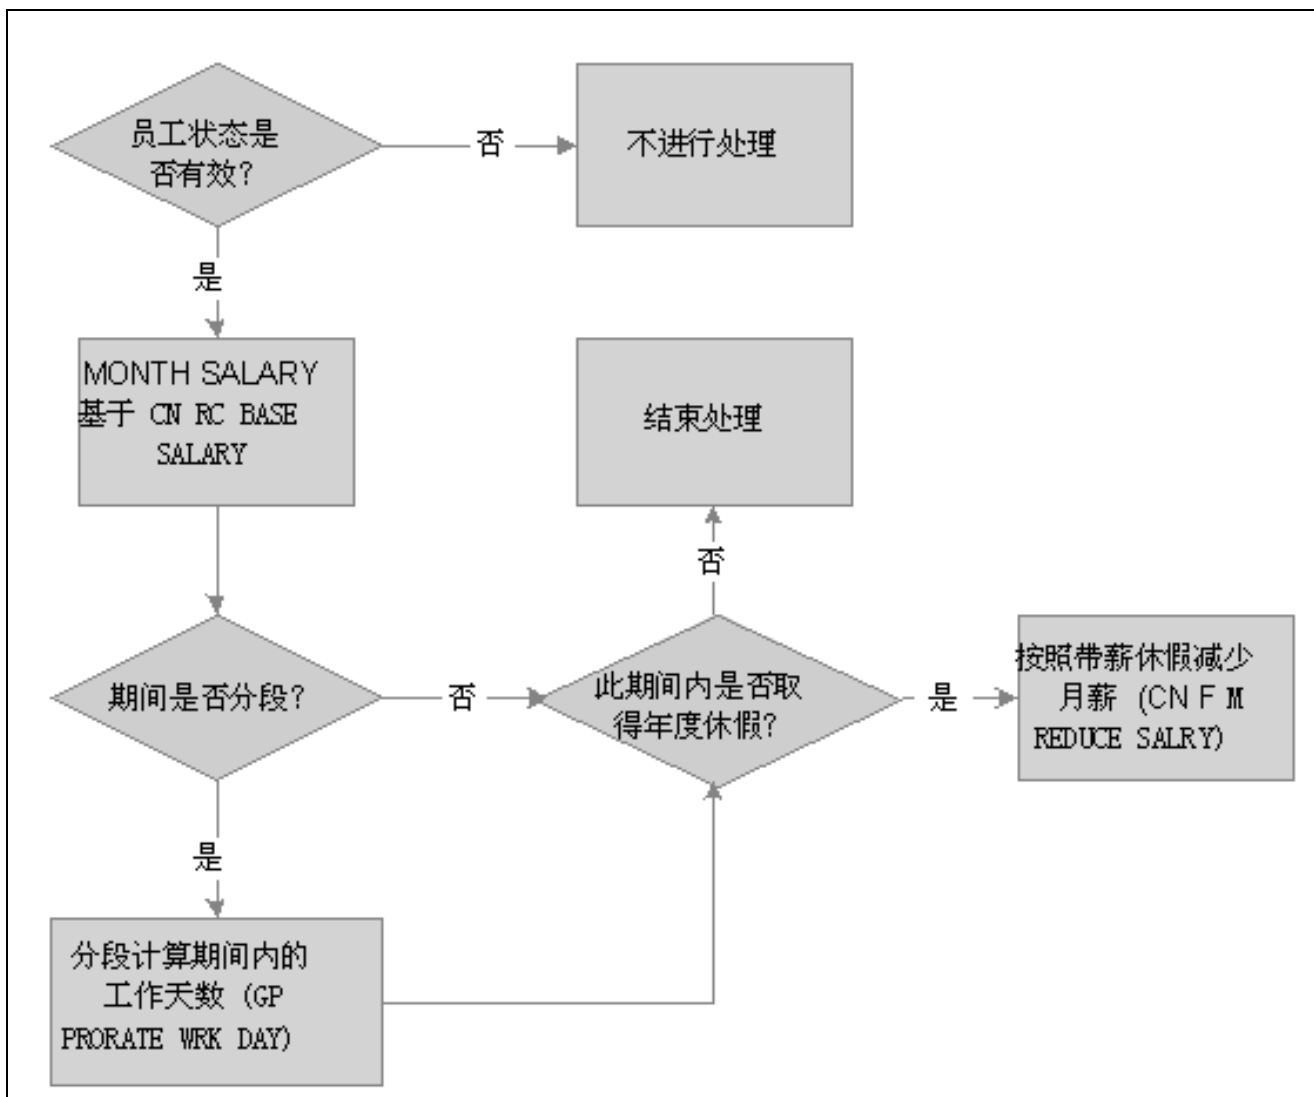 员工状态是
否有效?
否
不进行处理
是
MONTH SALARY
基于 CN RC BASE
SALARY
结束处理
否
期间是否分段?
否
此期间内是否取
得年度休假?
是
按照带薪休假减少
月薪 (CN F M
REDUCE SALRY)
是
分段计算期间内的
工作天数 (GP
PRORATE WRK DAY)